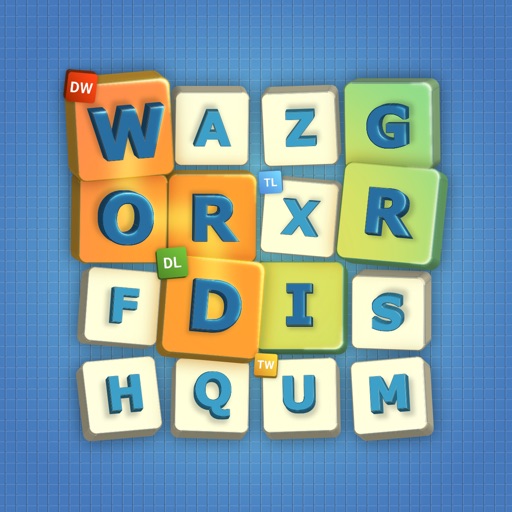 DW
W A Z G
TL
O R X R
DL
F D I S
TW
H Q U M